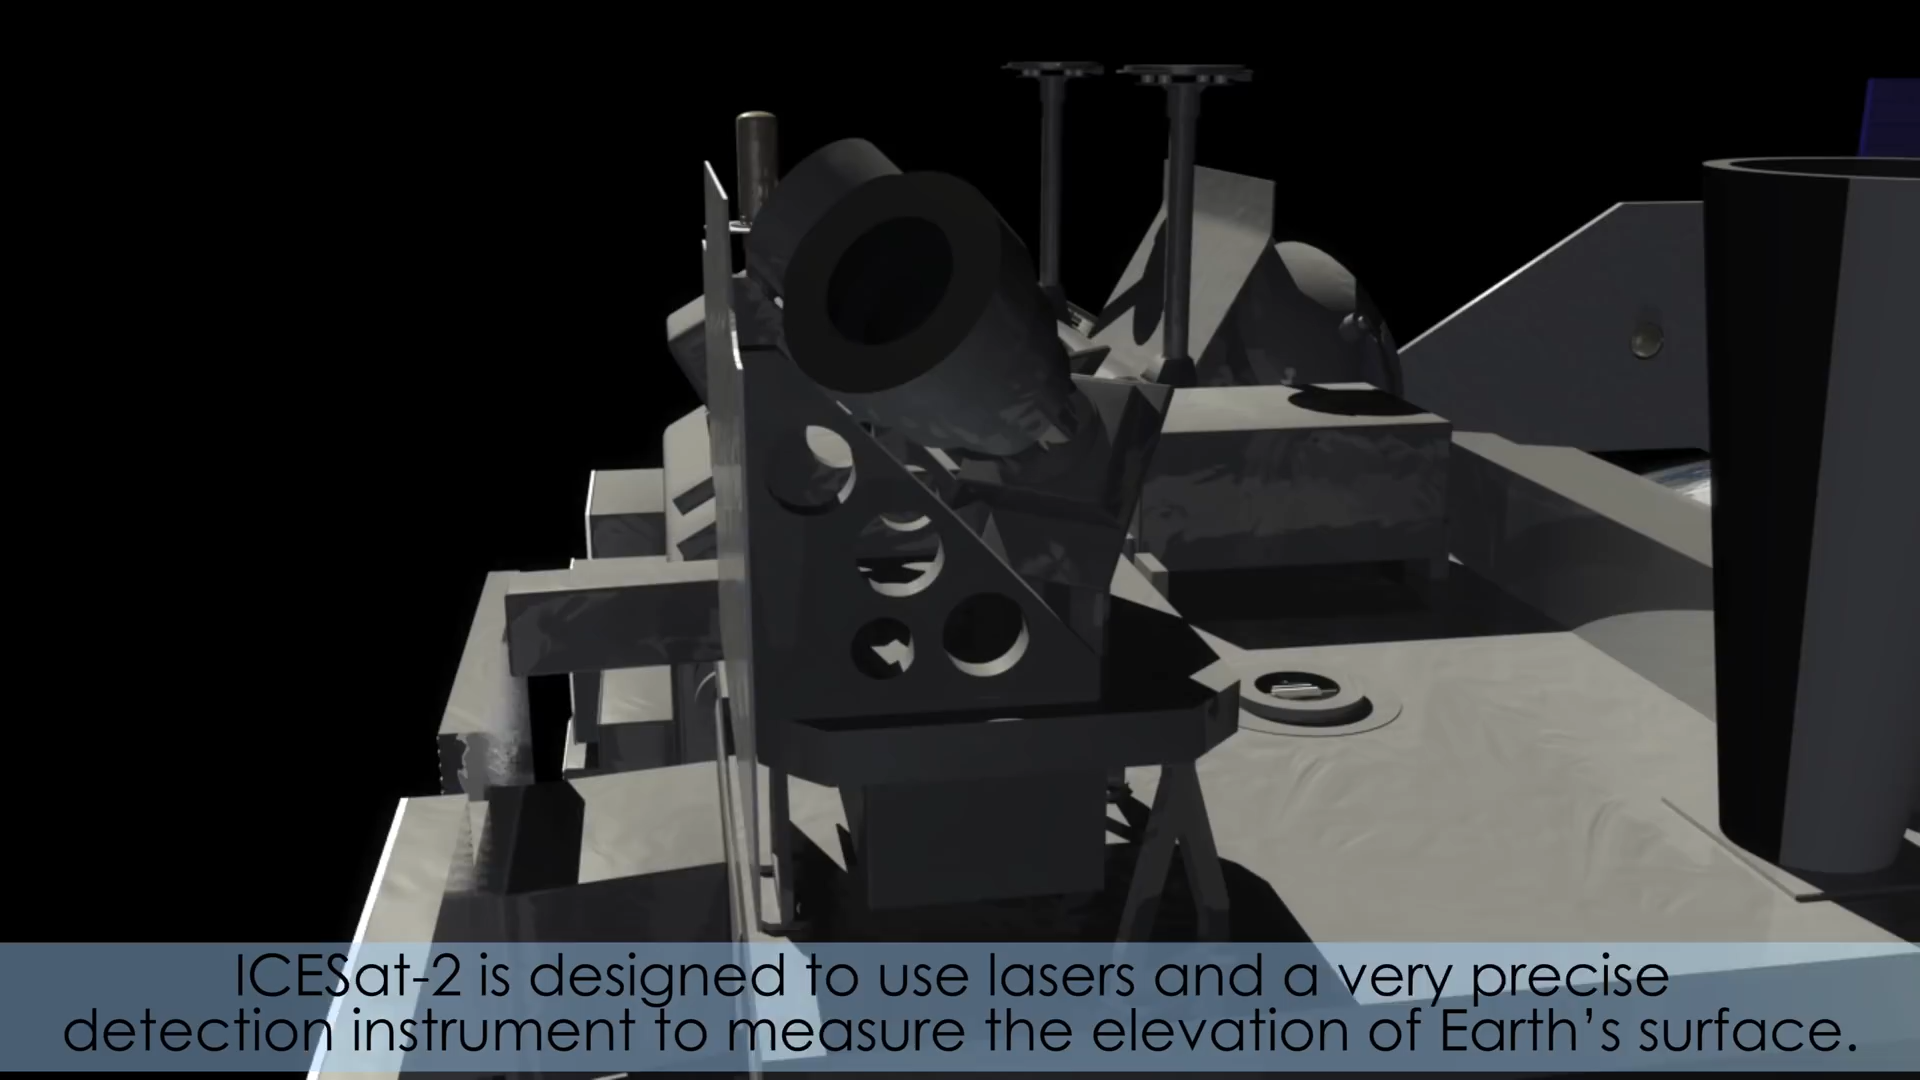 ICESat-2 is designed to use lasers and a very precise
detection instrument to measure the elevation of Earth’s surface.